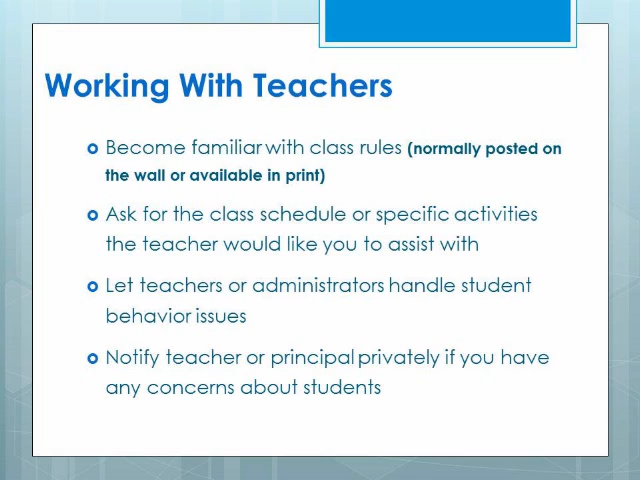 Working With Teachers
Become familiar with class rules (normally posted on
the wall or available in print)
Ask for the class schedule or specific activities
the teacher would like you to assist with
Let teachers or administrators handle student
behavior issues
Notify teacher or principal privately if you have
any concerns about students